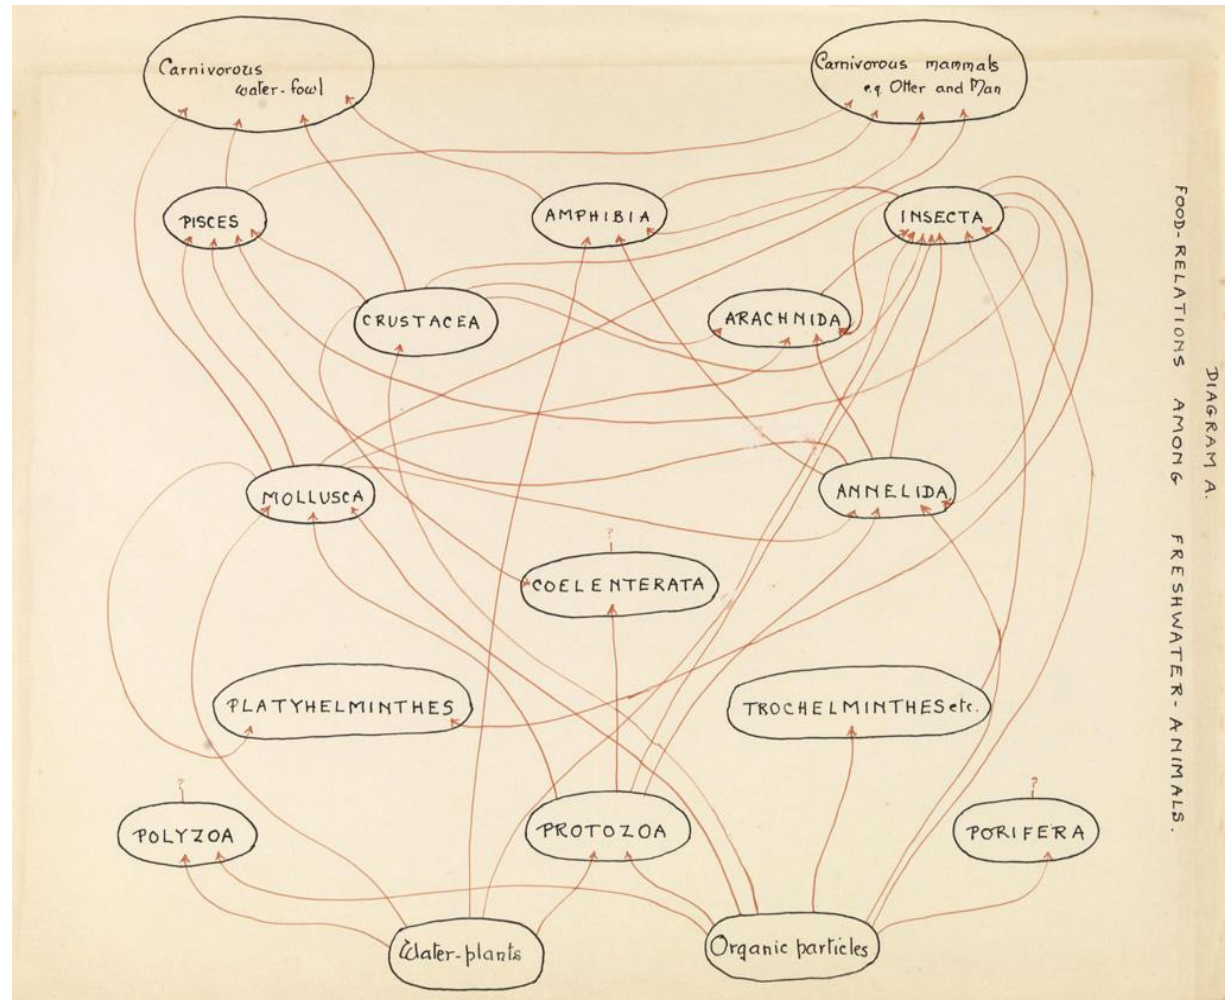 Carnivorous
water-fowl
Carnivorous mammals
e.g. Otter and Man
PISCES
AMPHIBIA
INSECTA
CRUSTACEA
ARACHNIDA
MOLLUSCA
ANNELIDA
?
COELENTERATA
PLATYHELMINTHES
TROCHELMINTHES etc.
?
?
POLYZOA
PROTOZOA
PORIFERA
Water-plants
Organic particles
DIAGRAM A.
FOOD-RELATIONS AMONG FRESHWATER-ANIMALS.